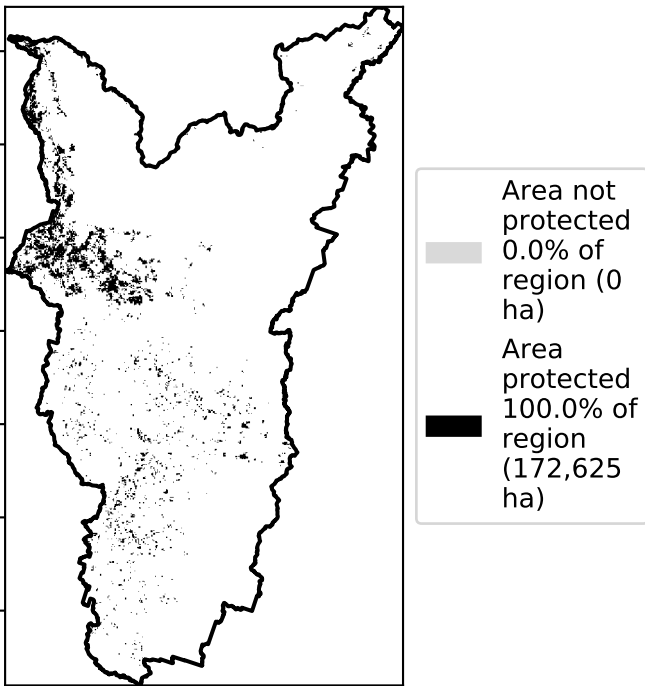 Area not
protected
0.0% of
region (0
ha)
Area
protected
100.0% of
region
(172,625
ha)